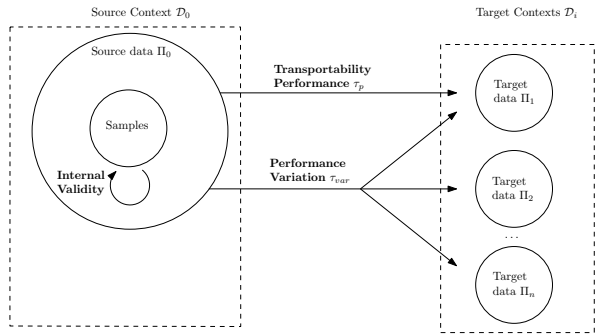 Source Context 𝒟₀
Target Contexts 𝒟ᵢ
Source data Π₀
Samples
Internal
Validity
Transportability
Performance τₚ
Performance
Variation τ_var
Target
data Π₁
Target
data Π₂
...
Target
data Πₙ